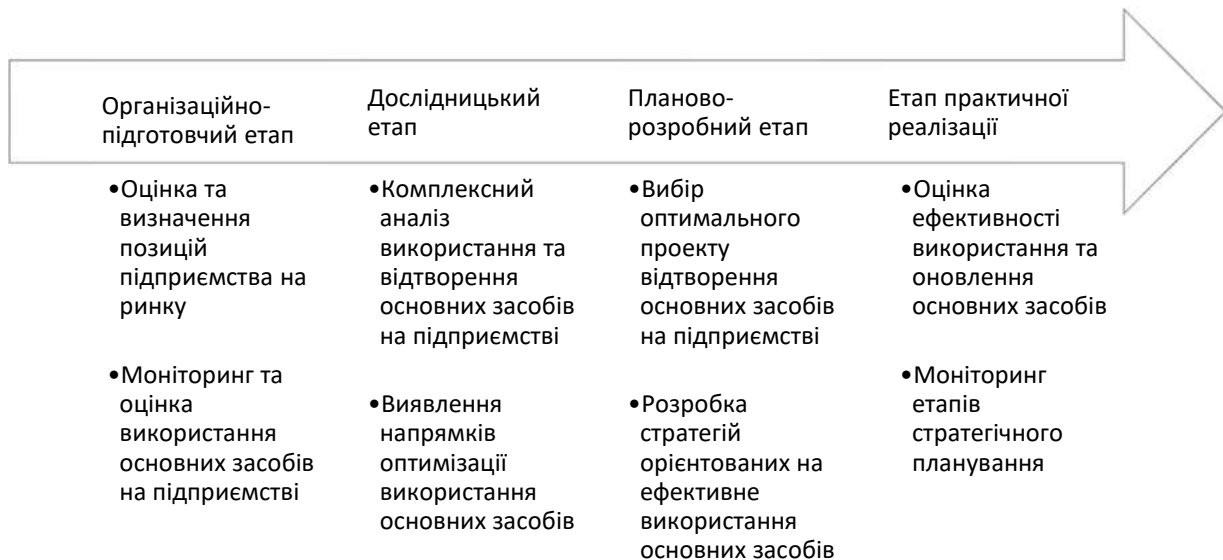 Організаційно-
підготовчий етап
•Оцінка та
визначення
позицій
підприємства на
ринку
•Моніторинг та
оцінка
використання
основних засобів
на підприємстві
Дослідницький
етап
•Комплексний
аналіз
використання та
відтворення
основних засобів
на підприємстві
•Виявлення
напрямків
оптимізації
використання
основних засобів
Планово-
розробний етап
•Вибір
оптимального
проекту
відтворення
основних засобів
на підприємстві
•Розробка
стратегій
орієнтованих на
ефективне
використання
основних засобів
Етап практичної
реалізації
•Оцінка
ефективності
використання та
оновлення
основних засобів
•Моніторинг
етапів
стратегічного
планування